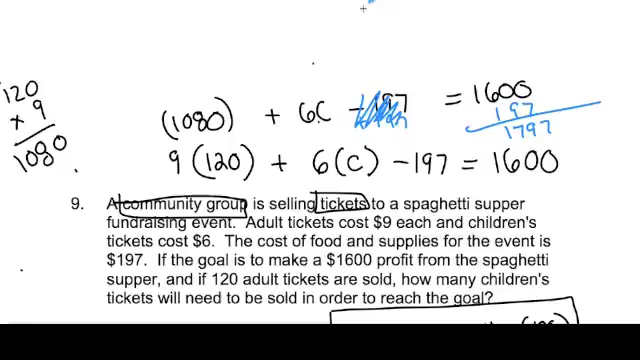 120
× 9
1080
(1080) + 6C - 197 = 1600
197
1797
9 (120) + 6 (C) - 197 = 1600
9. A community group is selling tickets to a spaghetti supper
fundraising event. Adult tickets cost $9 each and children's
tickets cost $6. The cost of food and supplies for the event is
$197. If the goal is to make a $1600 profit from the spaghetti
supper, and if 120 adult tickets are sold, how many children's
tickets will need to be sold in order to reach the goal?